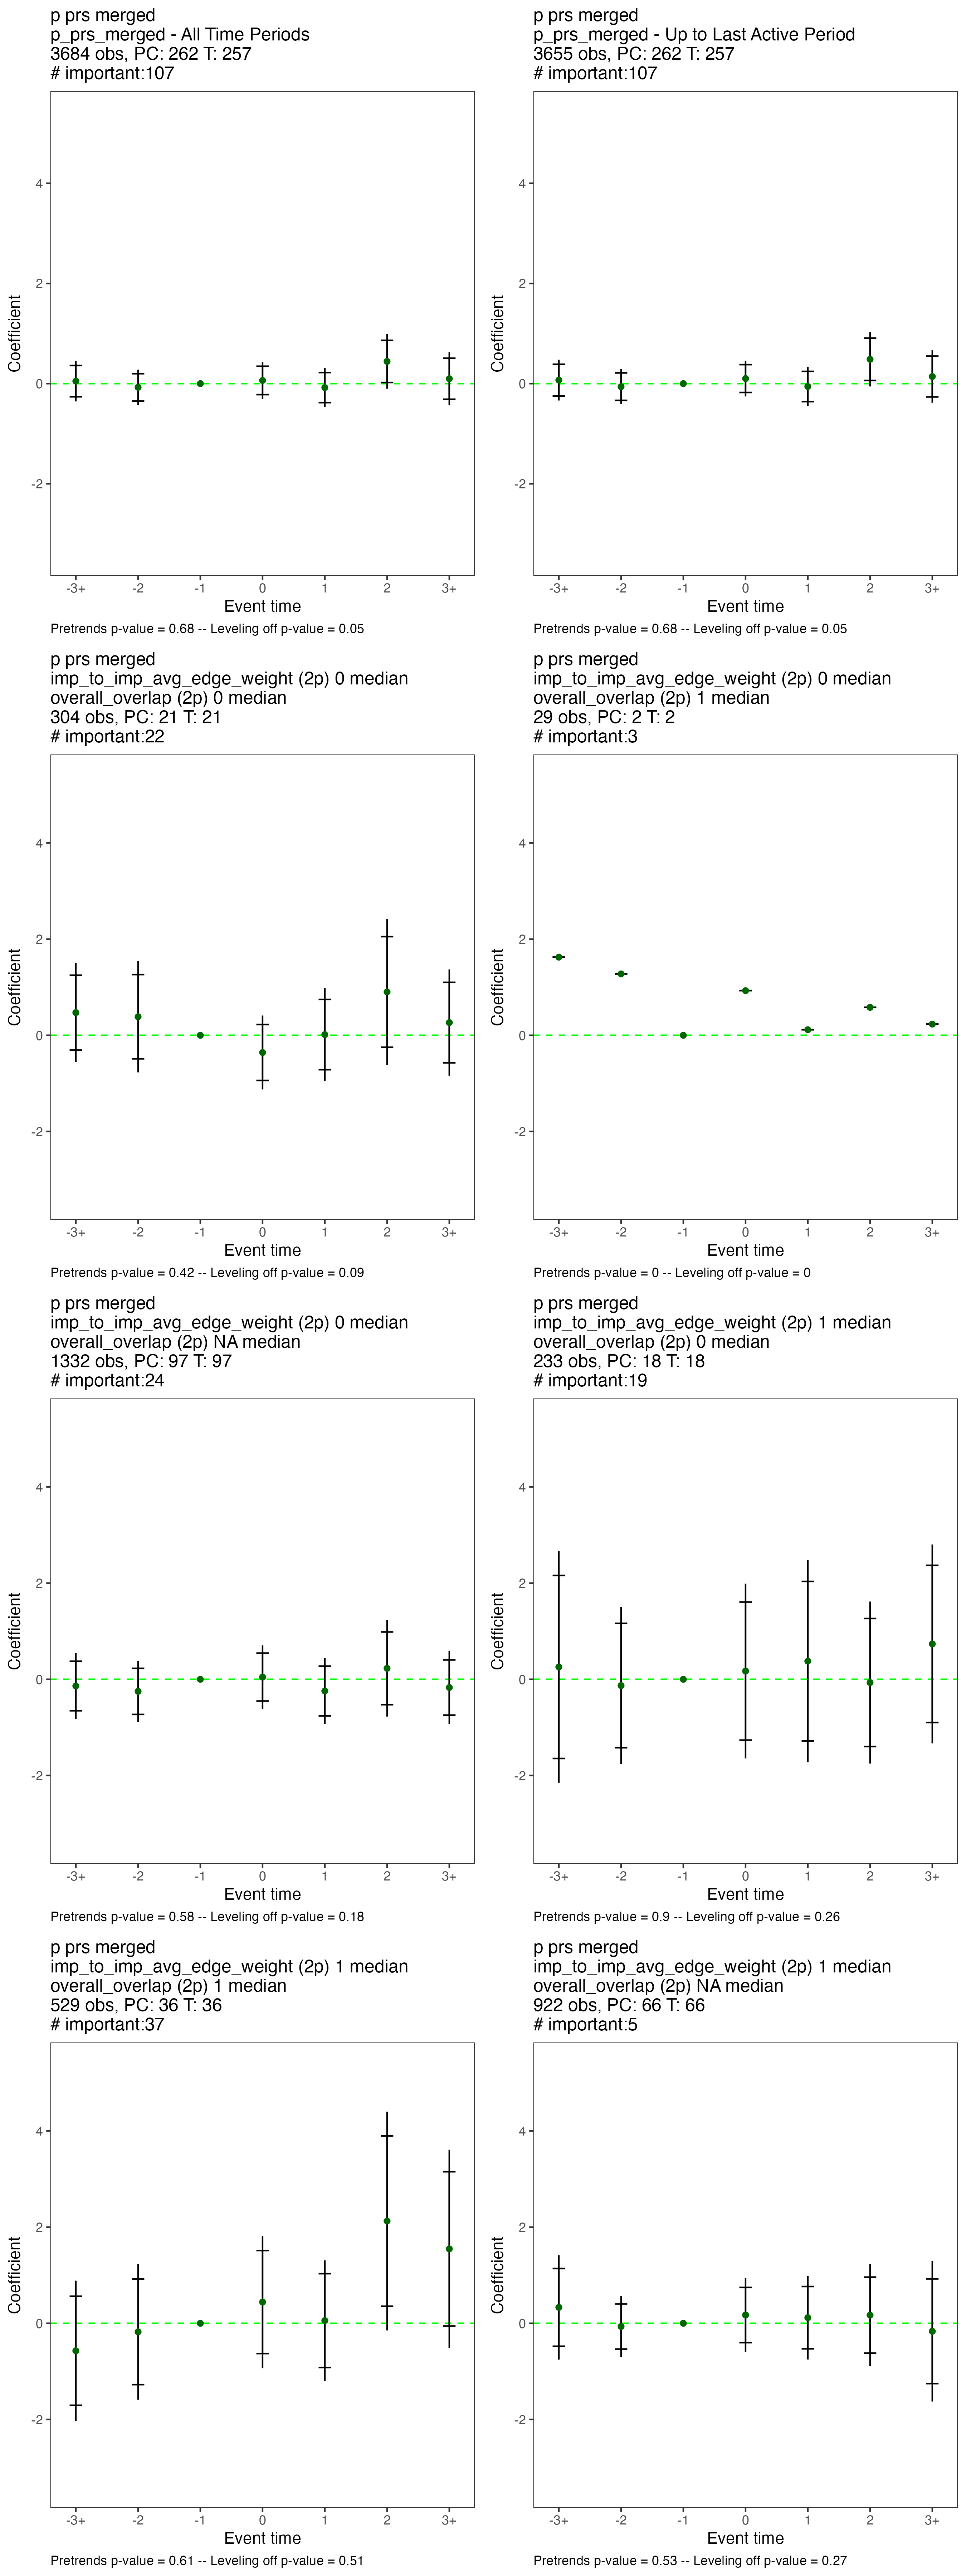 p prs merged
p_prs_merged - All Time Periods
3684 obs, PC: 262 T: 257
# important:107
Coefficient
4
2
0
-2
-3+ -2 -1 0 1 2 3+
Event time
Pretrends p-value = 0.68 -- Leveling off p-value = 0.05
p prs merged
p_prs_merged - Up to Last Active Period
3655 obs, PC: 262 T: 257
# important:107
Coefficient
4
2
0
-2
-3+ -2 -1 0 1 2 3+
Event time
Pretrends p-value = 0.68 -- Leveling off p-value = 0.05
p prs merged
imp_to_imp_avg_edge_weight (2p) 0 median
overall_overlap (2p) 0 median
304 obs, PC: 21 T: 21
# important:22
Coefficient
4
2
0
-2
-3+ -2 -1 0 1 2 3+
Event time
Pretrends p-value = 0.42 -- Leveling off p-value = 0.09
p prs merged
imp_to_imp_avg_edge_weight (2p) 0 median
overall_overlap (2p) 1 median
29 obs, PC: 2 T: 2
# important:3
Coefficient
4
2
0
-2
-3+ -2 -1 0 1 2 3+
Event time
Pretrends p-value = 0 -- Leveling off p-value = 0
p prs merged
imp_to_imp_avg_edge_weight (2p) 0 median
overall_overlap (2p) NA median
1332 obs, PC: 97 T: 97
# important:24
Coefficient
4
2
0
-2
-3+ -2 -1 0 1 2 3+
Event time
Pretrends p-value = 0.58 -- Leveling off p-value = 0.18
p prs merged
imp_to_imp_avg_edge_weight (2p) 1 median
overall_overlap (2p) 0 median
233 obs, PC: 18 T: 18
# important:19
Coefficient
4
2
0
-2
-3+ -2 -1 0 1 2 3+
Event time
Pretrends p-value = 0.9 -- Leveling off p-value = 0.26
p prs merged
imp_to_imp_avg_edge_weight (2p) 1 median
overall_overlap (2p) 1 median
529 obs, PC: 36 T: 36
# important:37
Coefficient
4
2
0
-2
-3+ -2 -1 0 1 2 3+
Event time
Pretrends p-value = 0.61 -- Leveling off p-value = 0.51
p prs merged
imp_to_imp_avg_edge_weight (2p) 1 median
overall_overlap (2p) NA median
922 obs, PC: 66 T: 66
# important:5
Coefficient
4
2
0
-2
-3+ -2 -1 0 1 2 3+
Event time
Pretrends p-value = 0.53 -- Leveling off p-value = 0.27